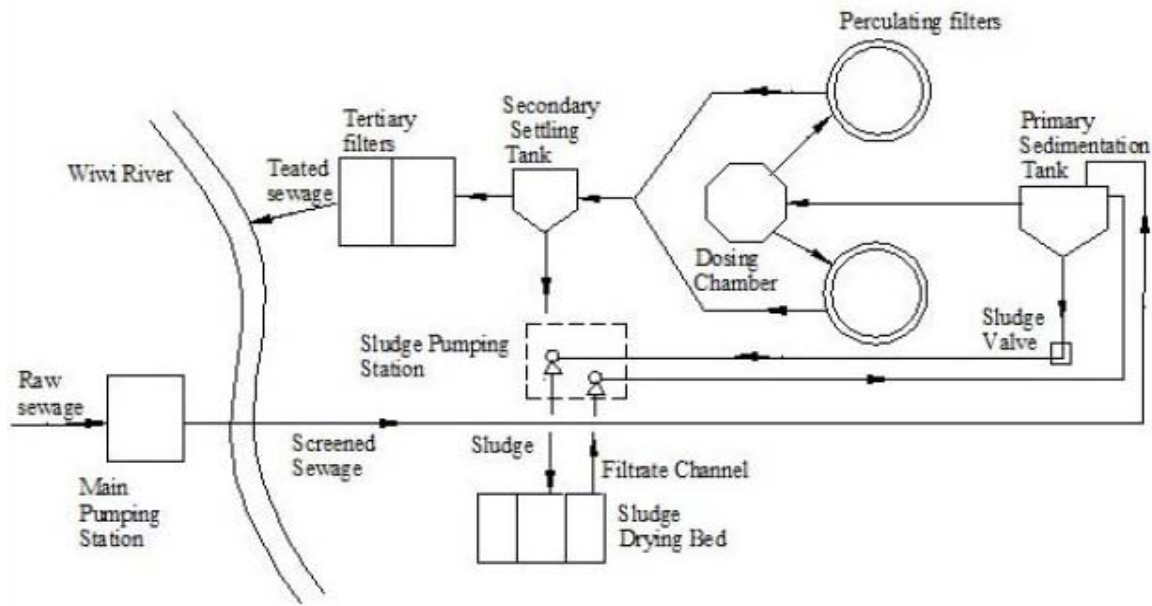 Perculating filters
Secondary
Settling
Tank
Tertiary
filters
Primary
Sedimentation
Tank
Wiwi River
Teated
sewage
Dosing
Chamber
Sludge
Valve
Sludge Pumping
Station
Raw
sewage
Screened
Sewage
Sludge
Filtrate Channel
Main
Pumping
Station
Sludge
Drying Bed